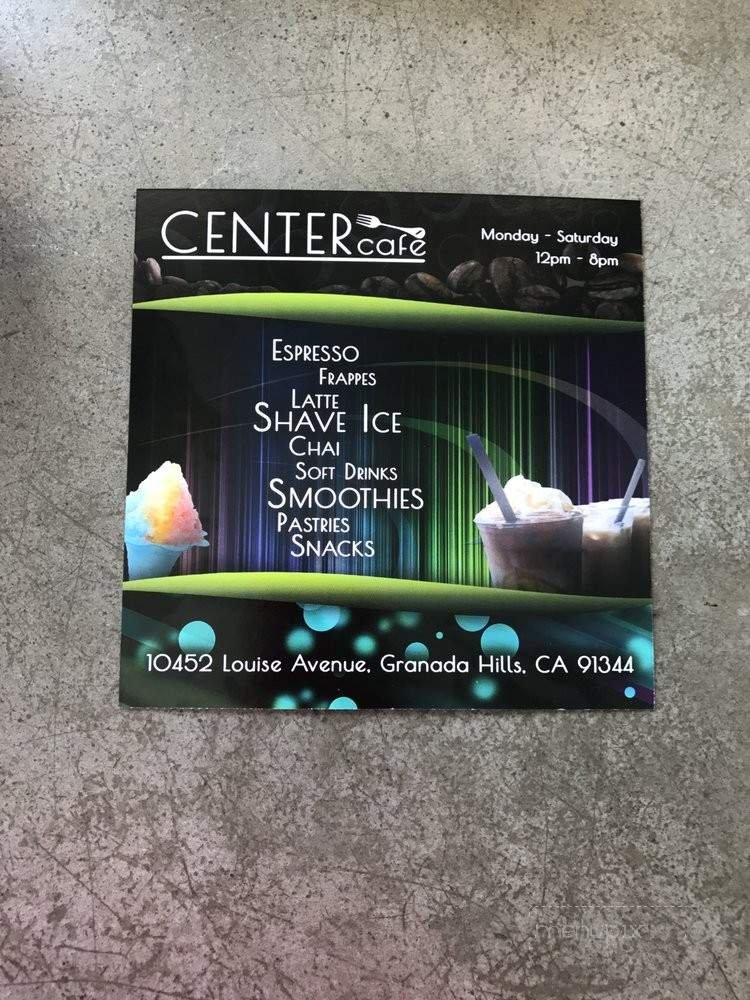 CENTER cafe
Monday - Saturday
12pm - 8pm
ESPRESSO
FRAPPES
LATTE
SHAVE ICE
CHAI
SOFT DRINKS
SMOOTHIES
PASTRIES
SNACKS
10452 Louise Avenue, Granada Hills, CA 91344
menupix